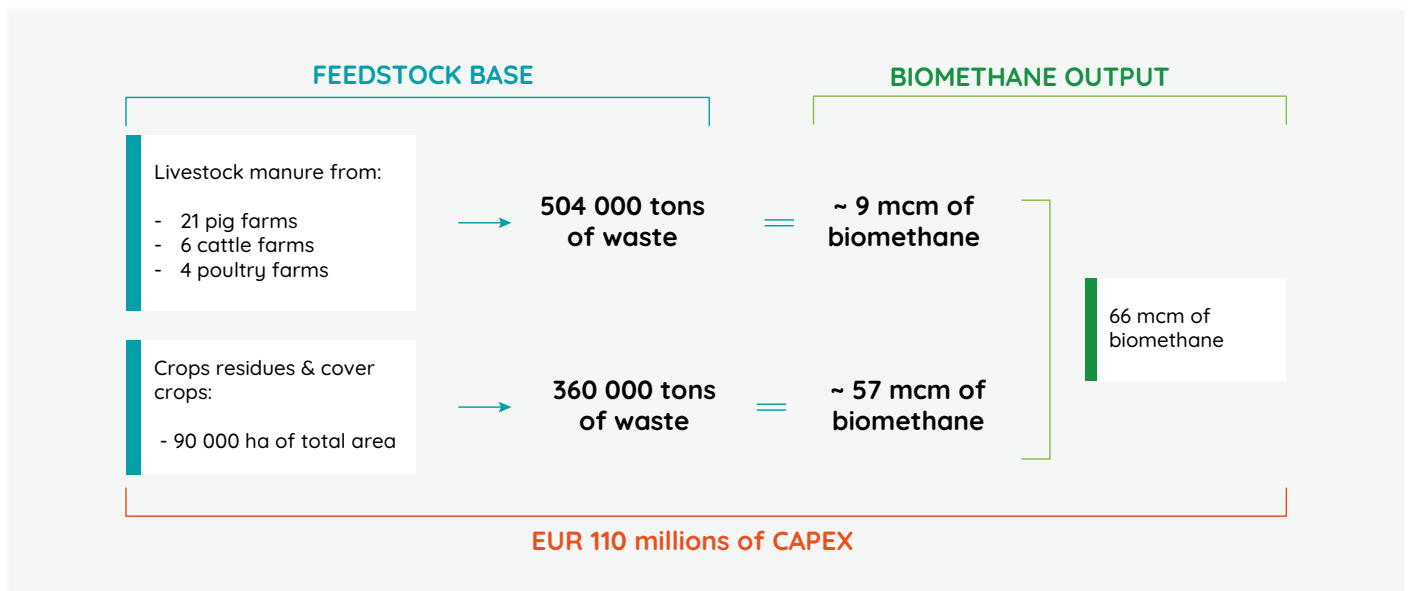 FEEDSTOCK BASE
BIOMETHANE OUTPUT
Livestock manure from:
- 21 pig farms
- 6 cattle farms
- 4 poultry farms
504 000 tons
of waste
~ 9 mcm of
biomethane
66 mcm of
biomethane
Crops residues & cover
crops:
- 90 000 ha of total area
360 000 tons
of waste
~ 57 mcm of
biomethane
EUR 110 millions of CAPEX